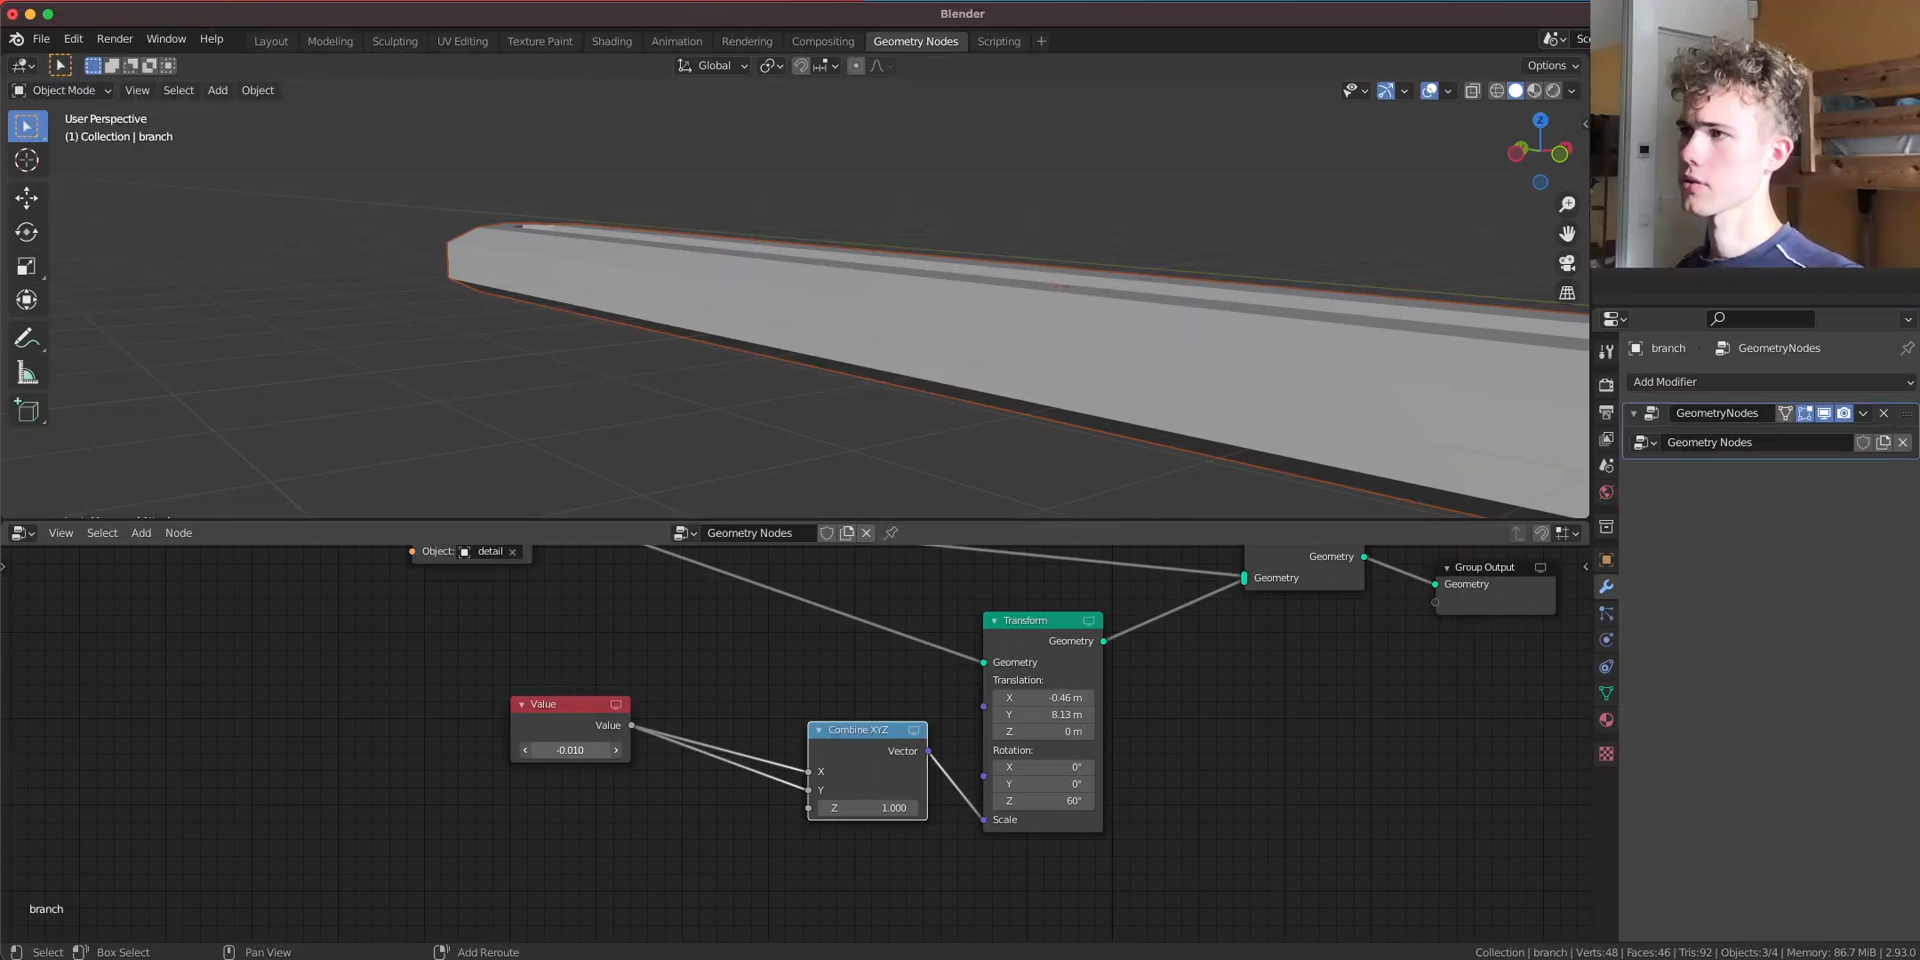 Blender
File Edit Render Window Help
Layout Modeling Sculpting UV Editing Texture Paint Shading Animation Rendering Compositing Geometry Nodes Scripting
Global
Options
Object Mode View Select Add Object
User Perspective
(1) Collection | branch
Z
branch GeometryNodes
Add Modifier
GeometryNodes
Geometry Nodes
View Select Add Node
Geometry Nodes
Object: detail
Geometry
Geometry
Group Output
Geometry
Transform
Geometry
Geometry
Translation:
X -0.46 m
Y 8.13 m
Z 0 m
Rotation:
X 0°
Y 0°
Z 60°
Scale
Value
Value
-0.010
Combine XYZ
Vector
X
Y
Z 1.000
branch
Select Box Select Pan View Add Reroute
Collection | branch | Verts:48 | Faces:46 | Tris:92 | Objects:3/4 | Memory: 86.7 MiB | 2.93.0